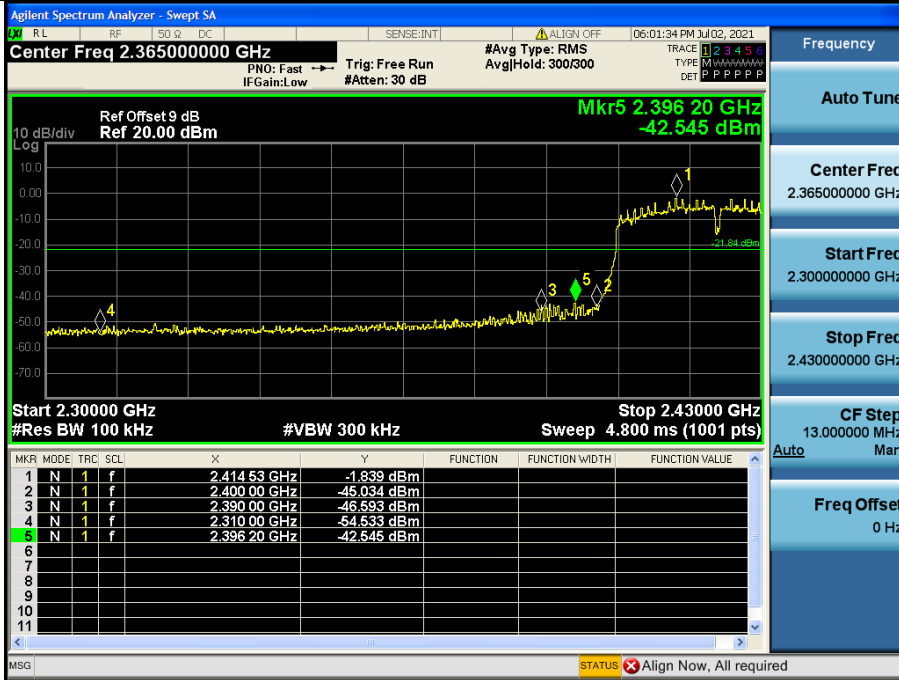 Agilent Spectrum Analyzer - Swept SA
LXI RL RF 50 Ω DC SENSE:INT ALIGN OFF 06:01:34 PM Jul 02, 2021
Center Freq 2.365000000 GHz
PNO: Fast
IFGain:Low
Trig: Free Run
#Atten: 30 dB
#Avg Type: RMS
Avg|Hold: 300/300
TRACE 1 2 3 4 5 6
TYPE M W W W W W
DET P P P P P P
Mkr5 2.396 20 GHz
-42.545 dBm
Ref Offset 9 dB
10 dB/div Ref 20.00 dBm
Log
10.0
0.00
-10.0
-20.0
-30.0
-40.0
-50.0
-60.0
-70.0
1
-21.84 dBm
3
5
2
4
Start 2.30000 GHz Stop 2.43000 GHz
#Res BW 100 kHz #VBW 300 kHz Sweep 4.800 ms (1001 pts)
MKR MODE TRC SCL X Y FUNCTION FUNCTION WIDTH FUNCTION VALUE
1 N 1 f 2.414 53 GHz -1.839 dBm
2 N 1 f 2.400 00 GHz -45.034 dBm
3 N 1 f 2.390 00 GHz -46.593 dBm
4 N 1 f 2.310 00 GHz -54.533 dBm
5 N 1 f 2.396 20 GHz -42.545 dBm
6
7
8
9
10
11
MSG STATUS Align Now, All required
Frequency
Auto Tune
Center Freq
2.365000000 GHz
Start Freq
2.300000000 GHz
Stop Freq
2.430000000 GHz
CF Step
13.000000 MHz
Auto Man
Freq Offset
0 Hz